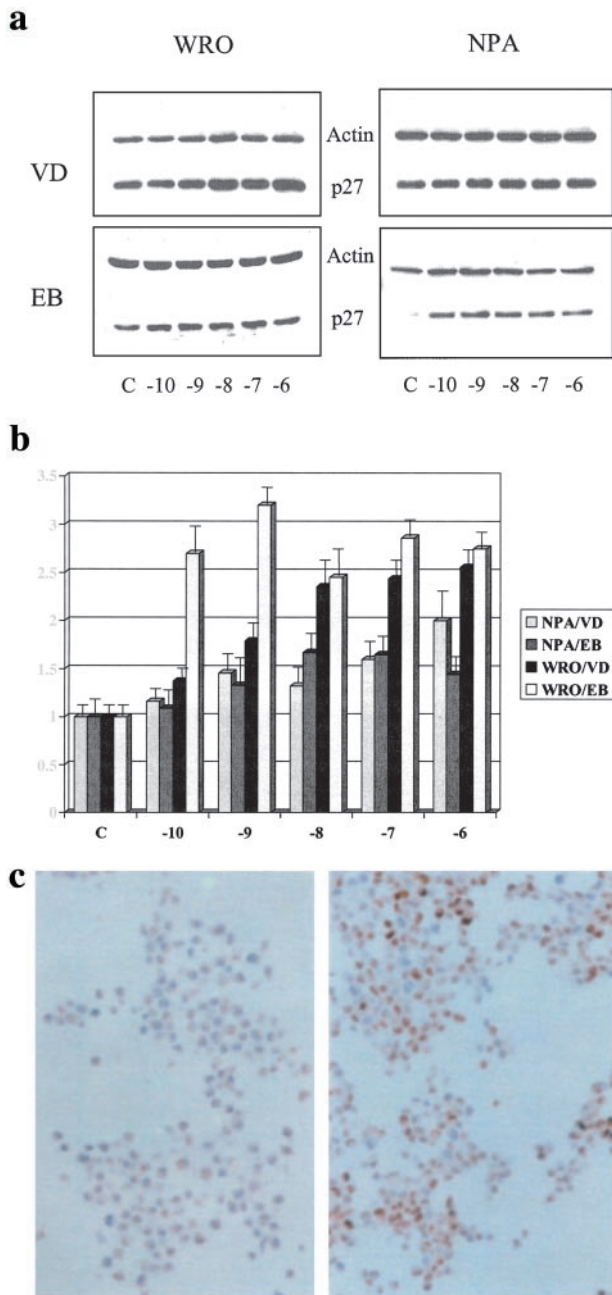 a
WRO NPA
VD
Actin
p27
EB
Actin
p27
C -10 -9 -8 -7 -6 C -10 -9 -8 -7 -6
b
3.5
3
2.5
2
1.5
1
0.5
0
C -10 -9 -8 -7 -6
NPA/VD
NPA/EB
WRO/VD
WRO/EB
c